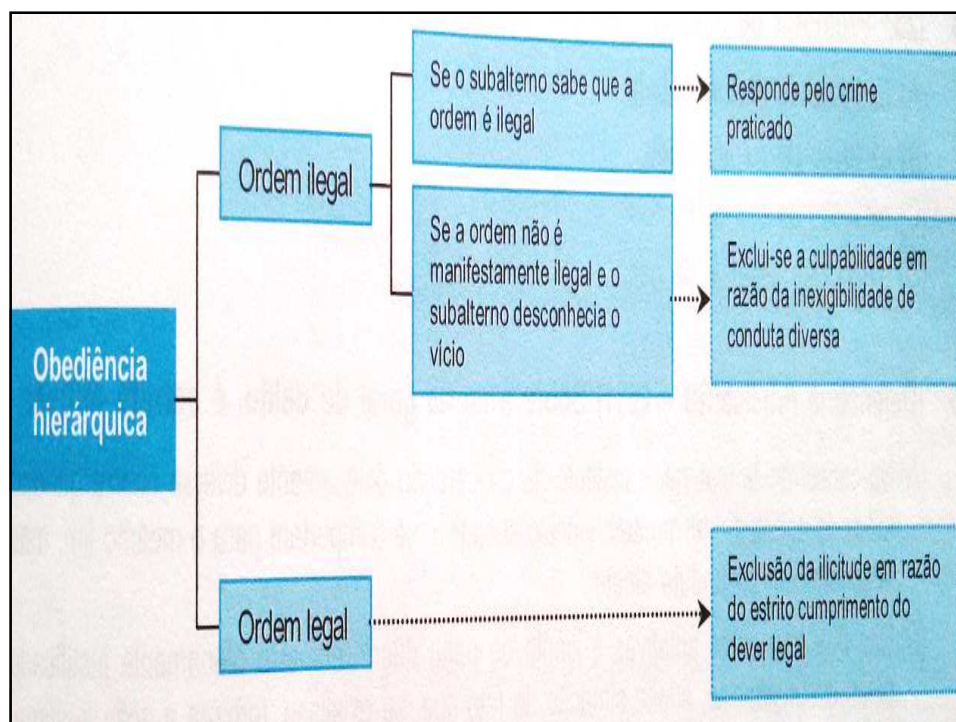 Obediência
hierárquica
Ordem ilegal
Se o subalterno sabe que a
ordem é ilegal
Responde pelo crime
praticado
Se a ordem não é
manifestamente ilegal e o
subalterno desconhecia o
vício
Exclui-se a culpabilidade em
razão da inexigibilidade de
conduta diversa
Ordem legal
Exclusão da ilicitude em razão
do estrito cumprimento do
dever legal